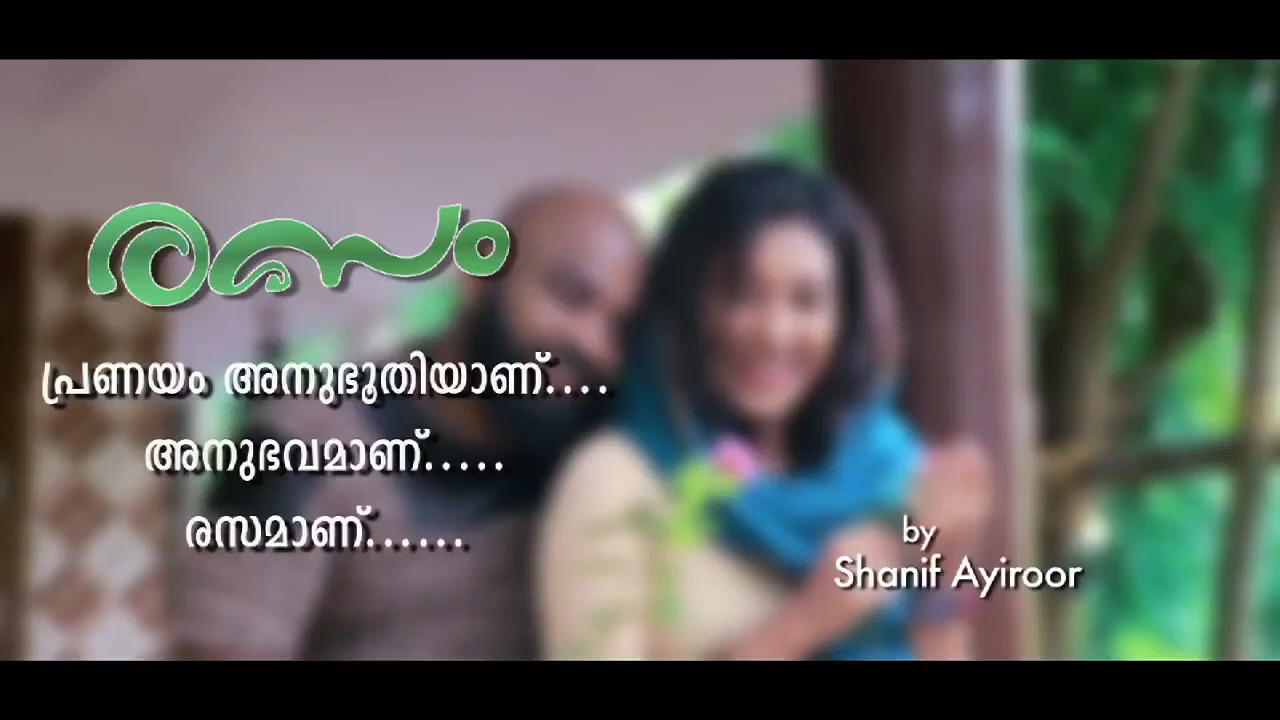 രസം
പ്രണയം അനുഭൂതിയാണ്....
അനുഭവമാണ്.....
രസമാണ്......
by
Shanif Ayiroor